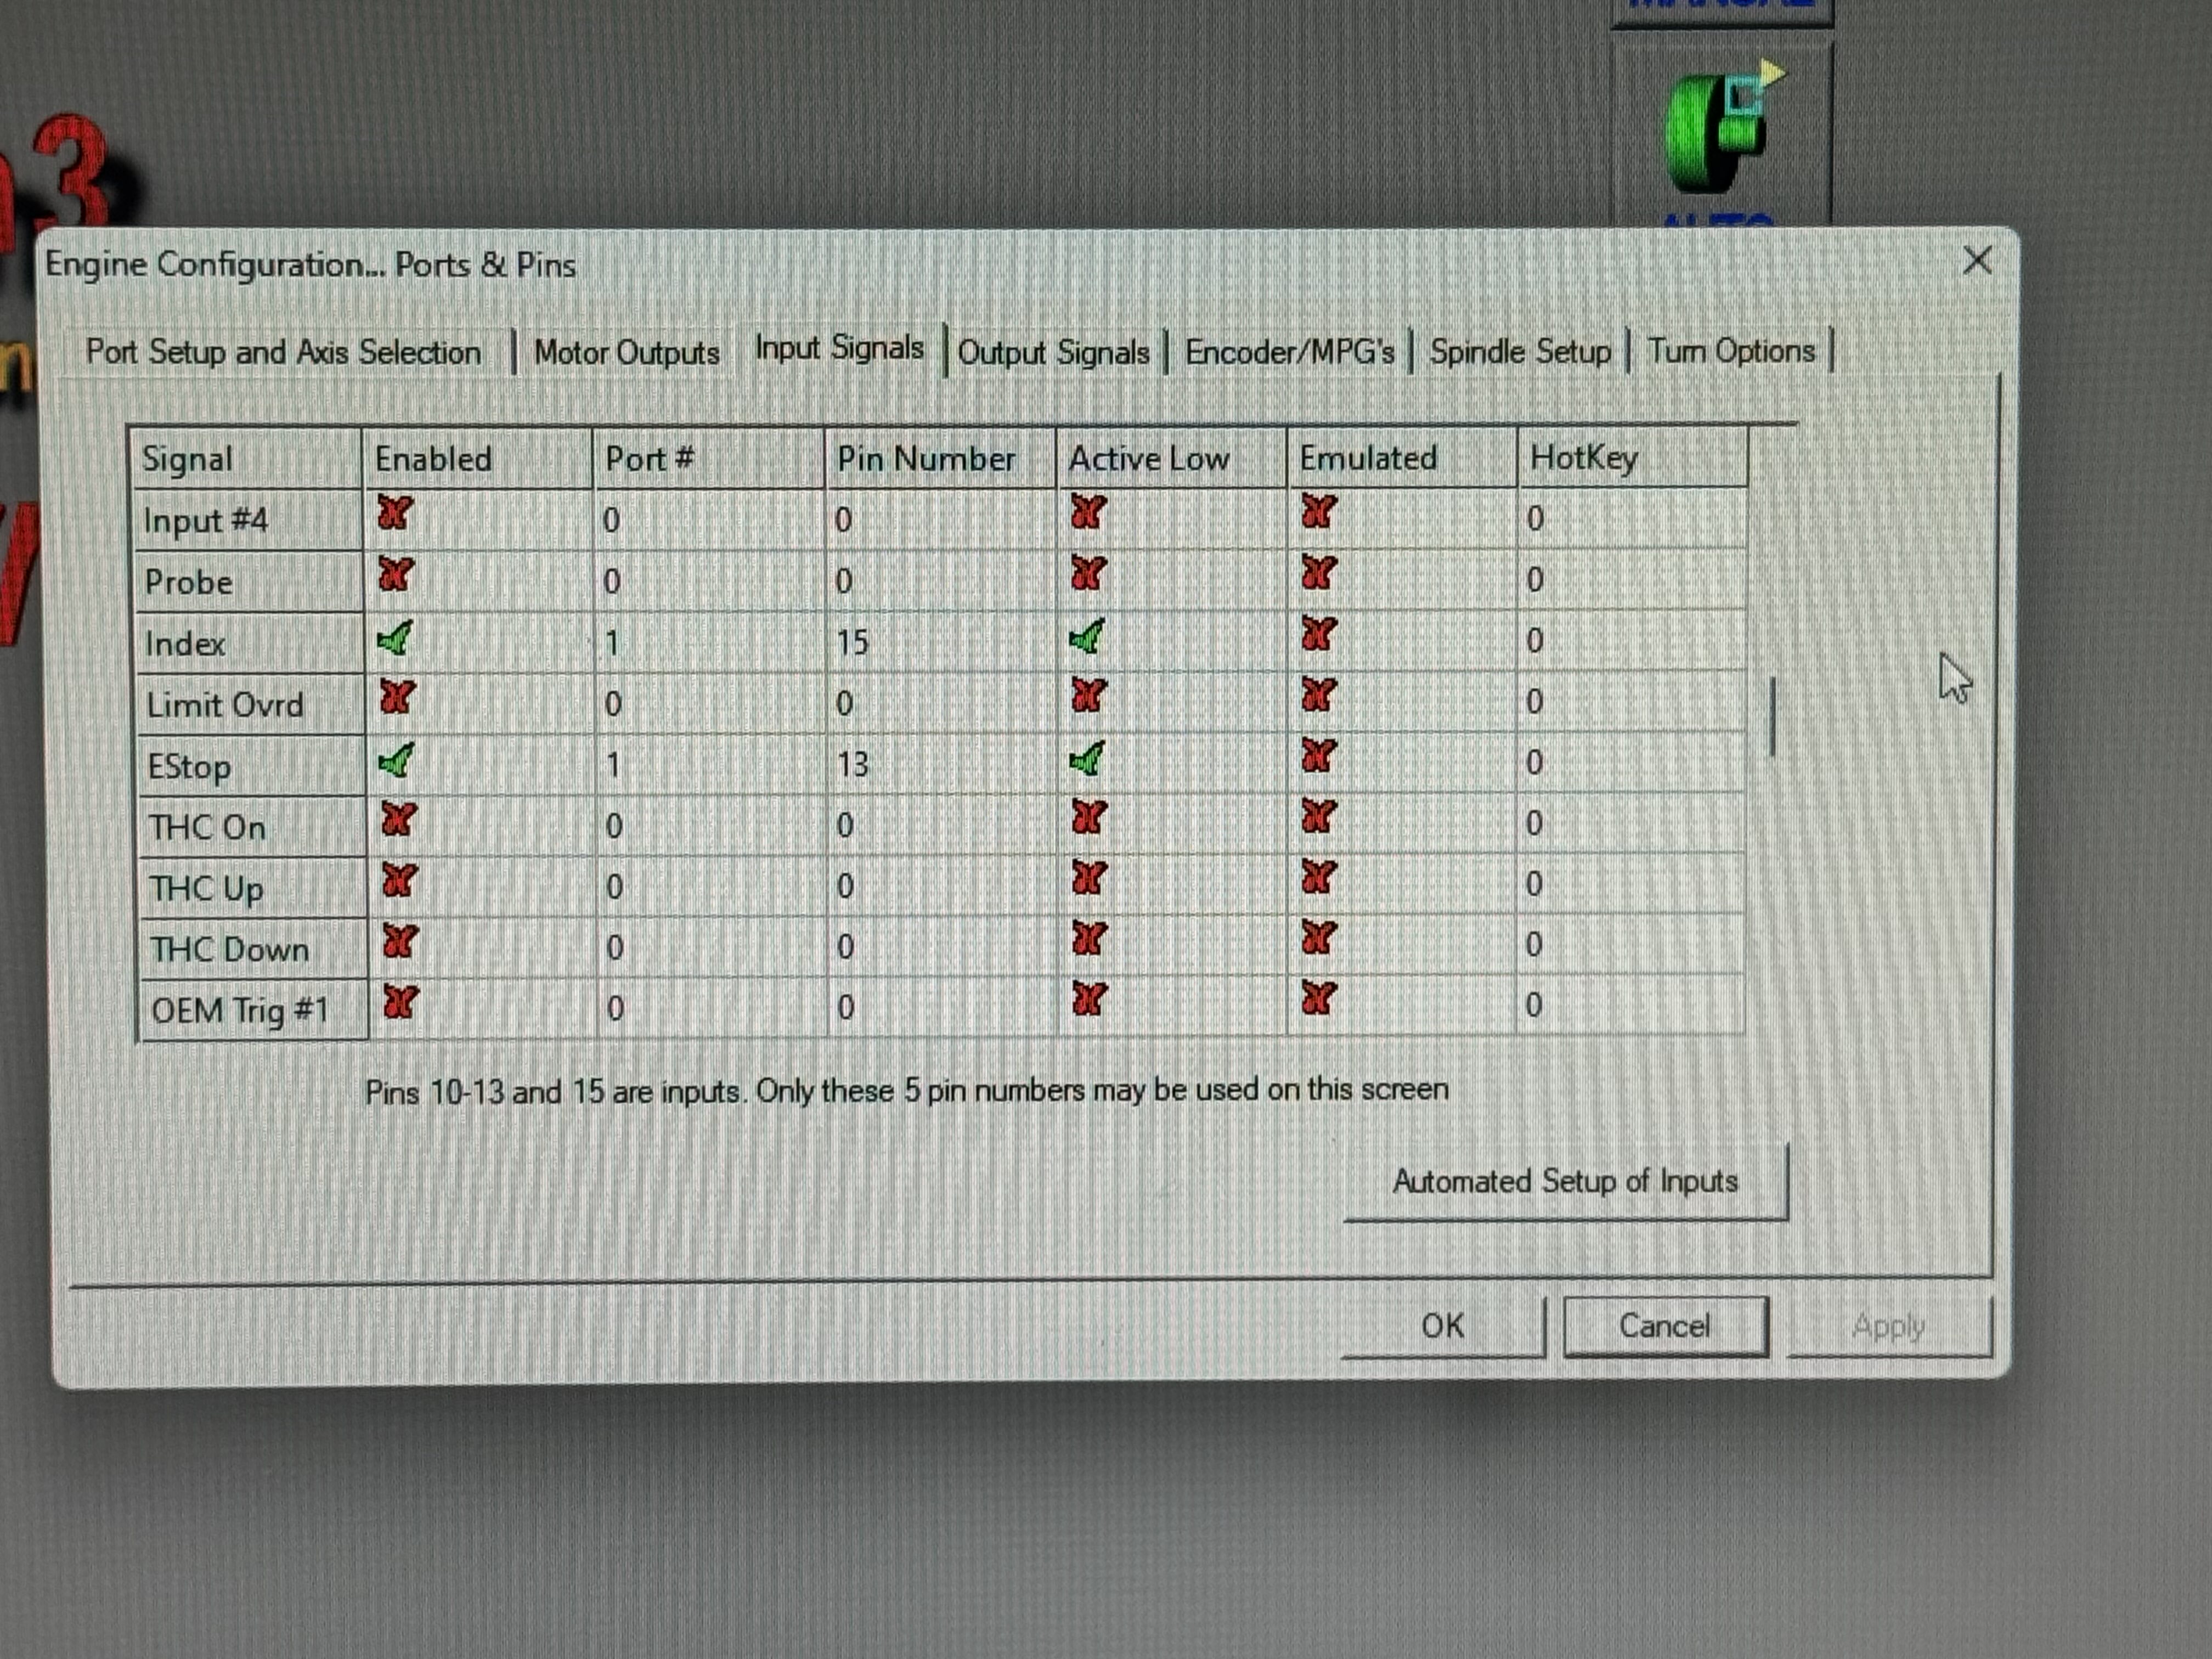 3
Engine Configuration... Ports & Pins
Port Setup and Axis Selection Motor Outputs Input Signals Output Signals Encoder/MPG's Spindle Setup Turn Options
Signal Enabled Port # Pin Number Active Low Emulated HotKey
Input #4 0 0 0
Probe 0 0 0
Index 1 15 0
Limit Ovrd 0 0 0
EStop 1 13 0
THC On 0 0 0
THC Up 0 0 0
THC Down 0 0 0
OEM Trig #1 0 0 0
Pins 10-13 and 15 are inputs. Only these 5 pin numbers may be used on this screen
Automated Setup of Inputs
OK Cancel Apply